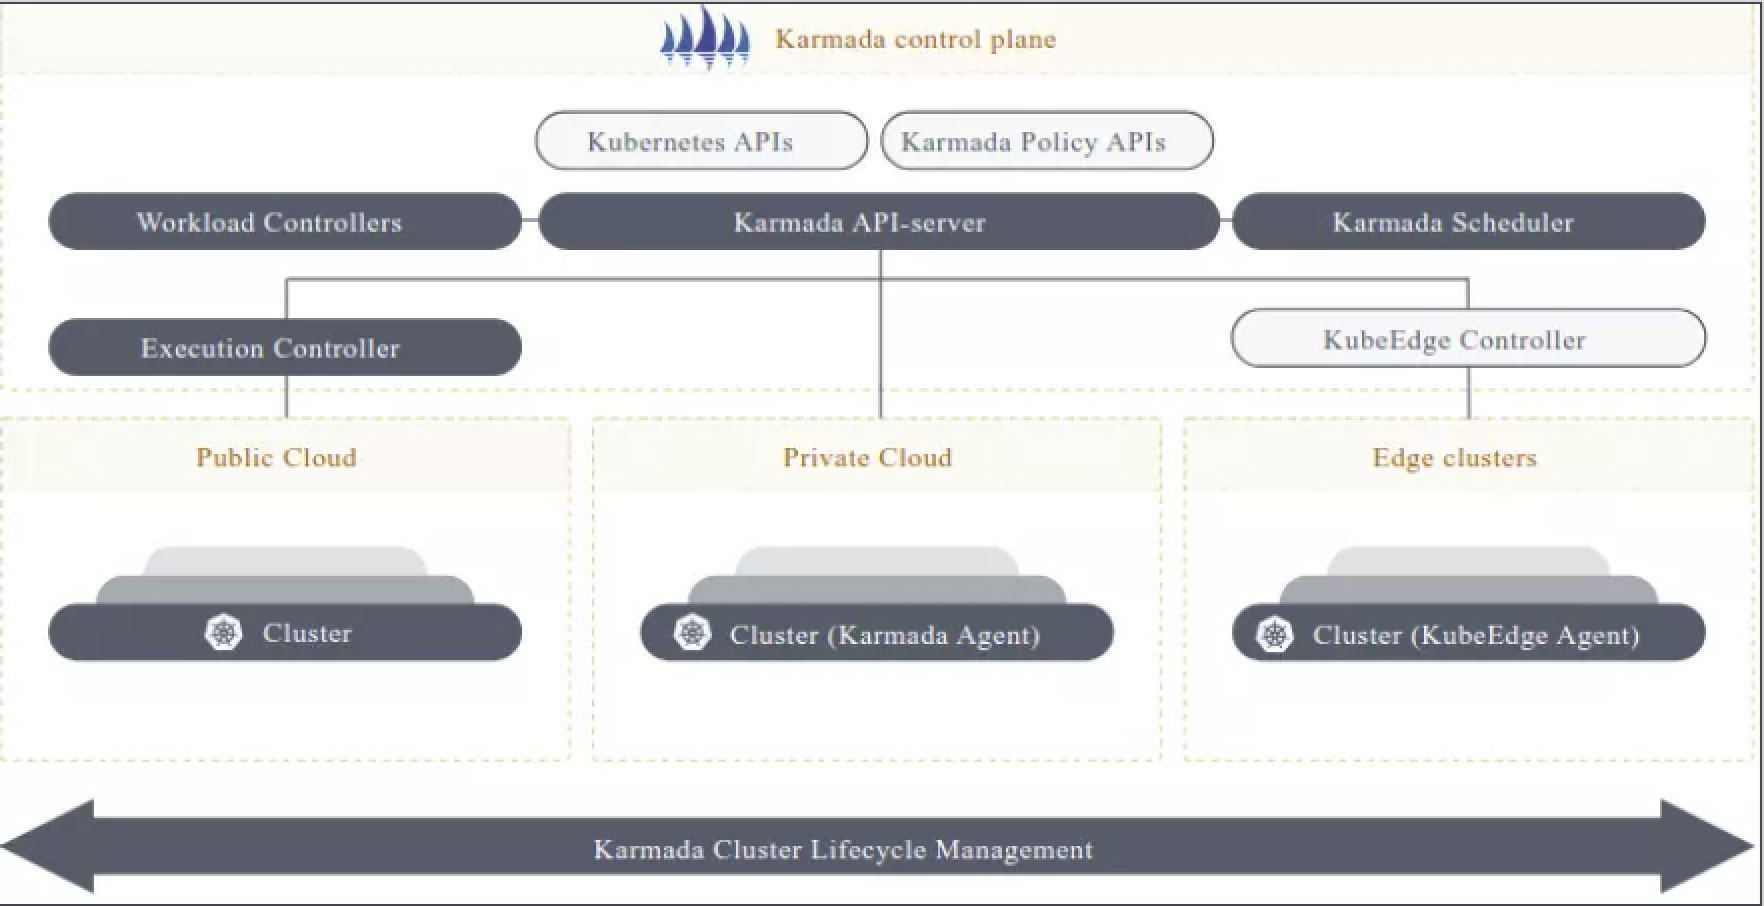 Karmada control plane
Kubernetes APIs
Karmada Policy APIs
Workload Controllers
Karmada API-server
Karmada Scheduler
Execution Controller
KubeEdge Controller
Public Cloud
Private Cloud
Edge clusters
Cluster
Cluster (Karmada Agent)
Cluster (KubeEdge Agent)
Karmada Cluster Lifecycle Management